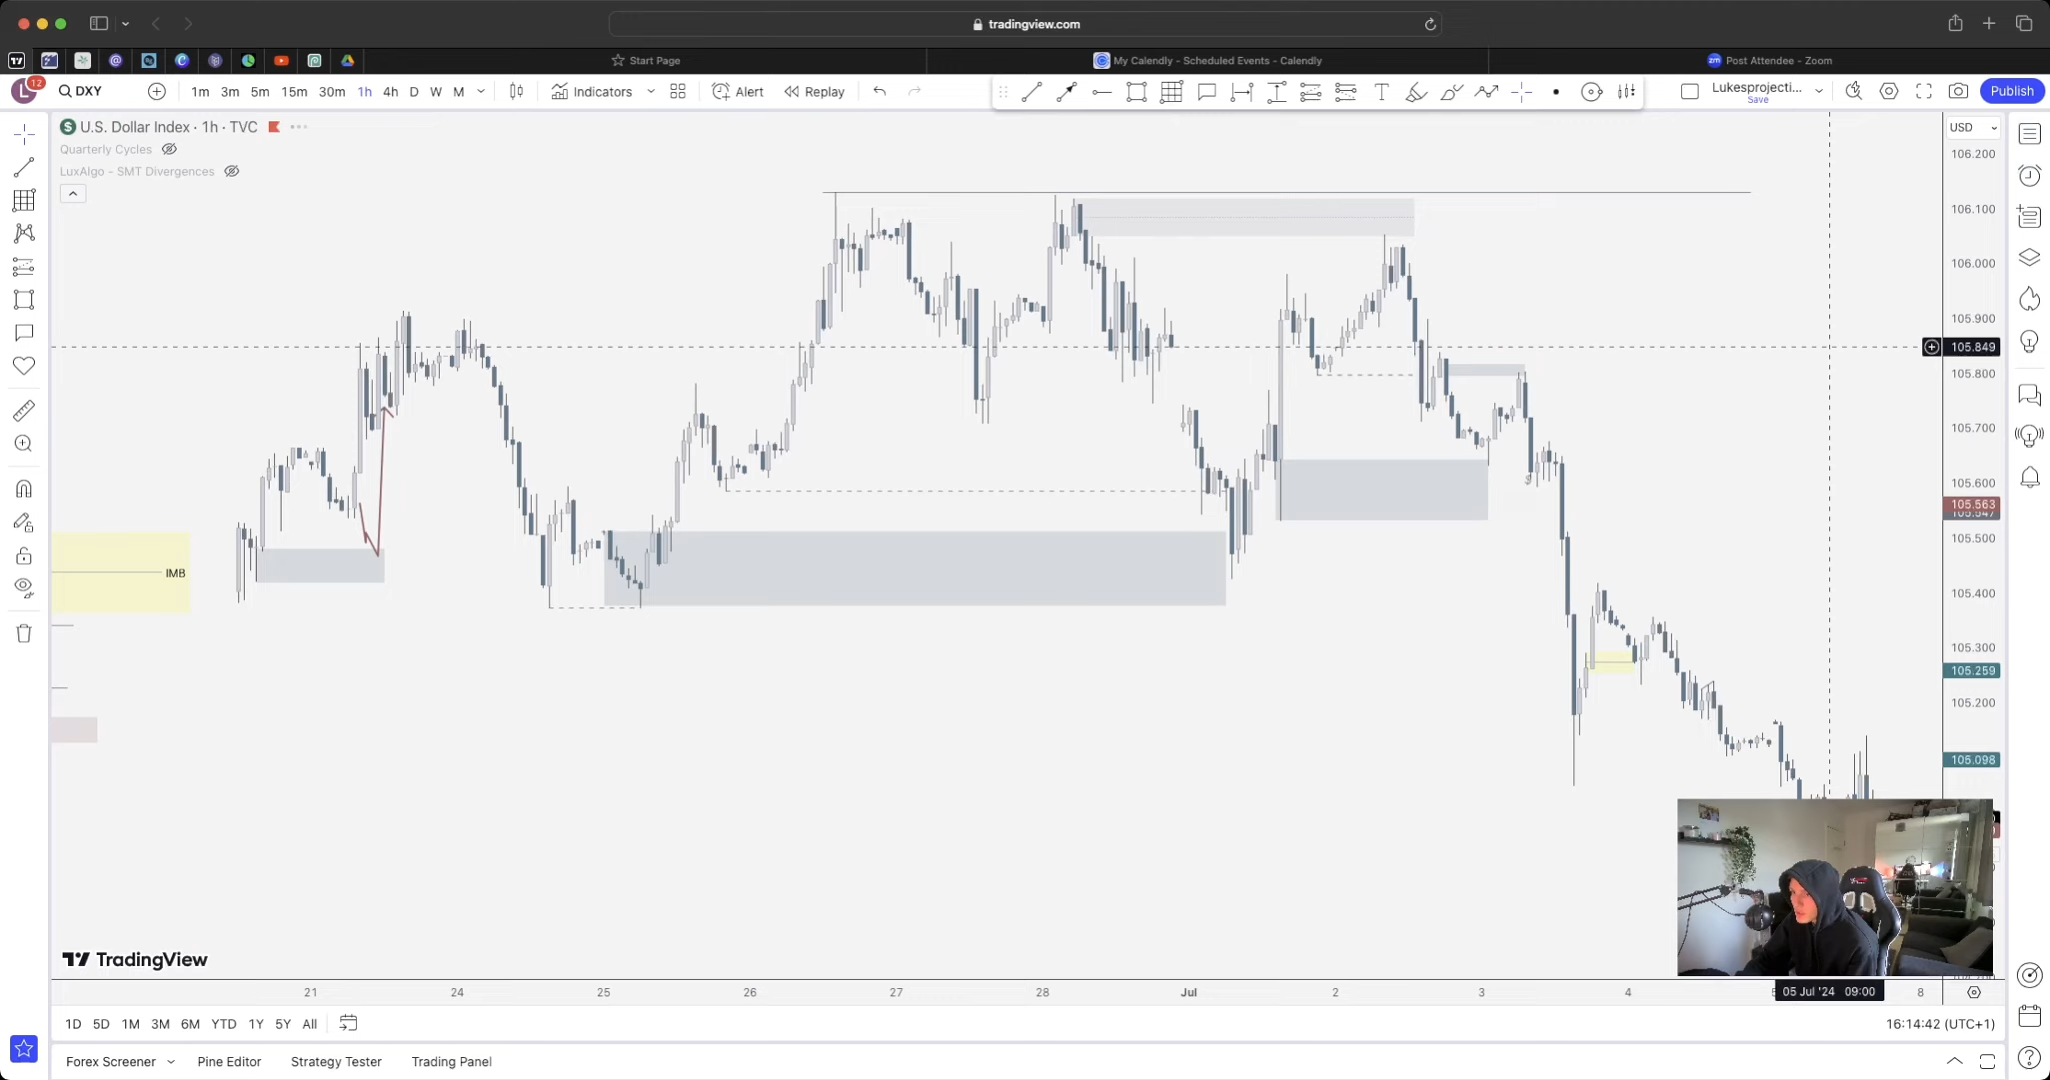 tradingview.com
Start Page
My Calendly – Scheduled Events - Calendly
zm Post Attendee - Zoom
L 12 DXY 1m 3m 5m 15m 30m 1h 4h D W M Indicators Alert Replay Lukesprojecti... Save Publish
$ U.S. Dollar Index · 1h · TVC
USD
Quarterly Cycles
LuxAlgo – SMT Divergences
106.200
106.100
106.000
105.900
105.849
105.800
105.700
105.600
105.563
105.547
105.500
105.400
105.300
105.259
105.200
105.098
IMB
$
TradingView
21 24 25 26 27 28 Jul 2 3 4 05 Jul '24 09:00 8
1D 5D 1M 3M 6M YTD 1Y 5Y All
16:14:42 (UTC+1)
Forex Screener Pine Editor Strategy Tester Trading Panel